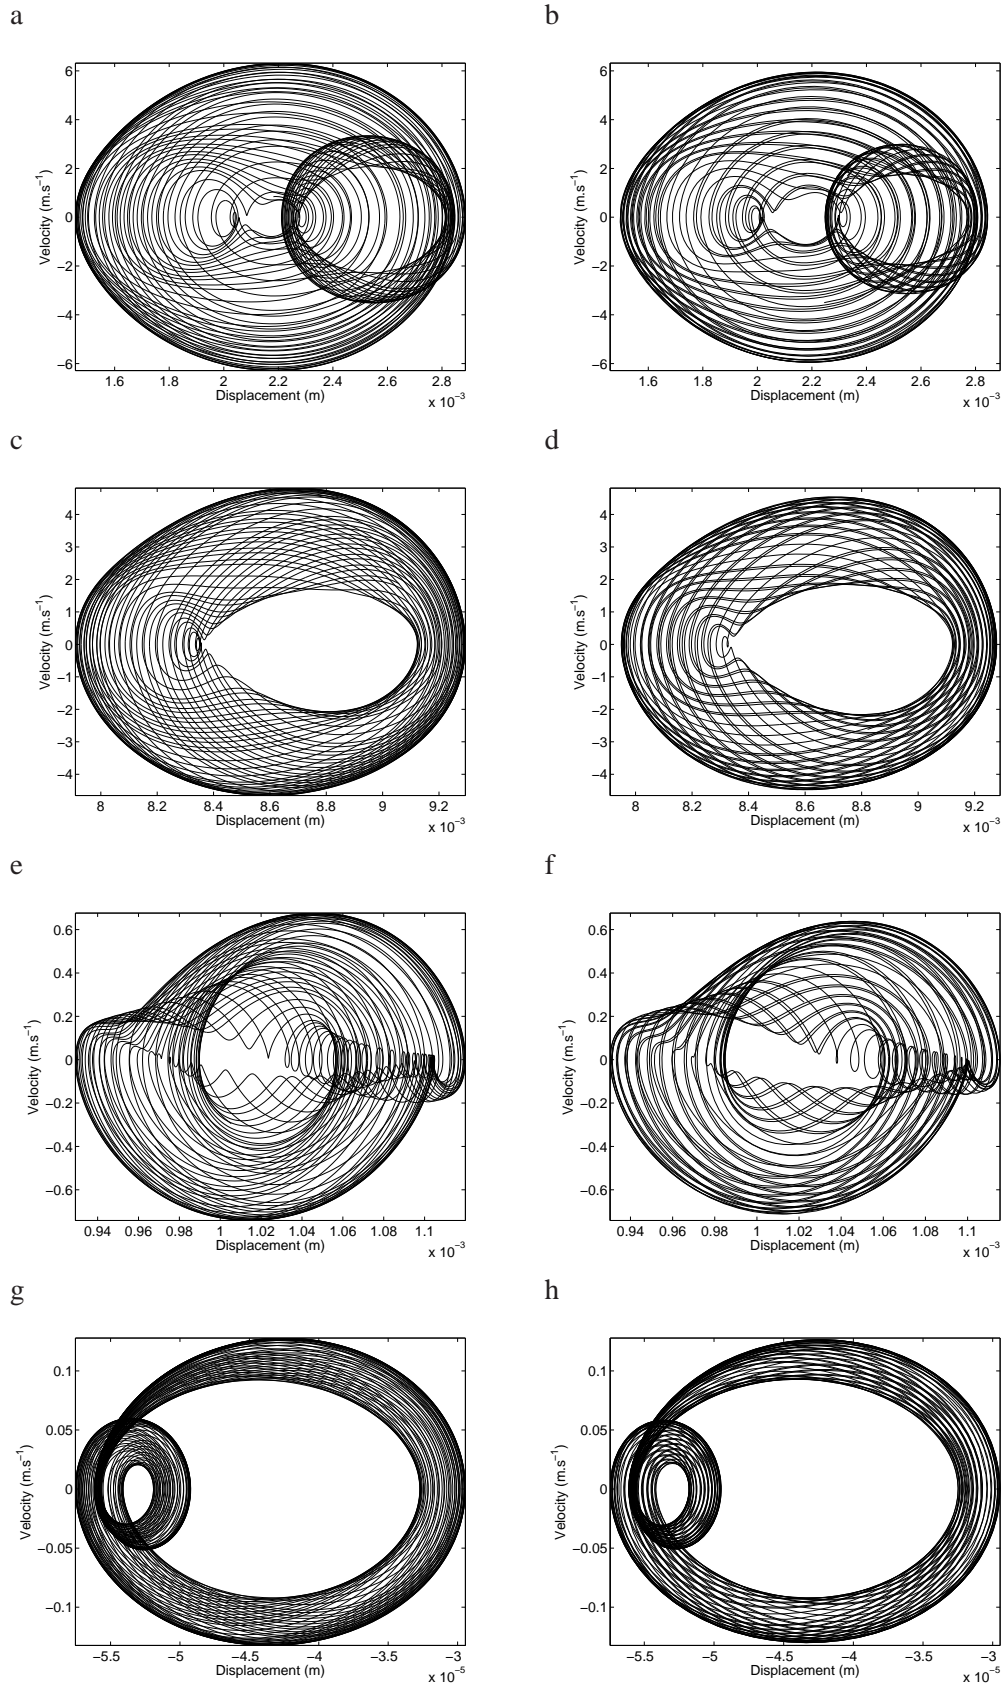 a
b
6
4
2
0
−2
−4
−6
Velocity (m.s⁻¹)
1.6 2 2.2 2.4 2.6 2.8
Displacement (m)
x 10⁻³
6
4
2
0
−2
−4
−6
Velocity (m.s⁻¹)
1.6 1.8 2 2.2 2.4 2.6 2.8
Displacement (m)
x 10⁻³
c
d
4
3
2
1
0
−1
−2
−3
−4
Velocity (m.s⁻¹)
8 8.2 8.4 8.6 8.8 9 9.2
Displacement (m)
x 10⁻³
4
3
2
1
0
−1
−2
−3
−4
Velocity (m.s⁻¹)
8 8.2 8.4 8.6 8.8 9 9.2
Displacement (m)
x 10⁻³
e
f
0.6
0.4
0.2
0
−0.2
−0.4
−0.6
Velocity (m.s⁻¹)
0.94 0.96 0.98 1 1.02 1.04 1.06 1.08 1.1
Displacement (m)
x 10⁻³
0.6
0.4
0.2
0
−0.2
−0.4
−0.6
Velocity (m.s⁻¹)
0.94 0.96 0.98 1 1.02 1.04 1.06 1.08 1.1
Displacement (m)
x 10⁻³
g
h
0.1
0.05
0
−0.05
−0.1
Velocity (m.s⁻¹)
−5.5 −5 −4.5 −4 −3.5 −3
Displacement (m)
x 10⁻⁵
0.1
0.05
0
−0.05
−0.1
Velocity (m.s⁻¹)
−5.5 −5 −4.5 −4 −3.5 −3
Displacement (m)
x 10⁻⁵